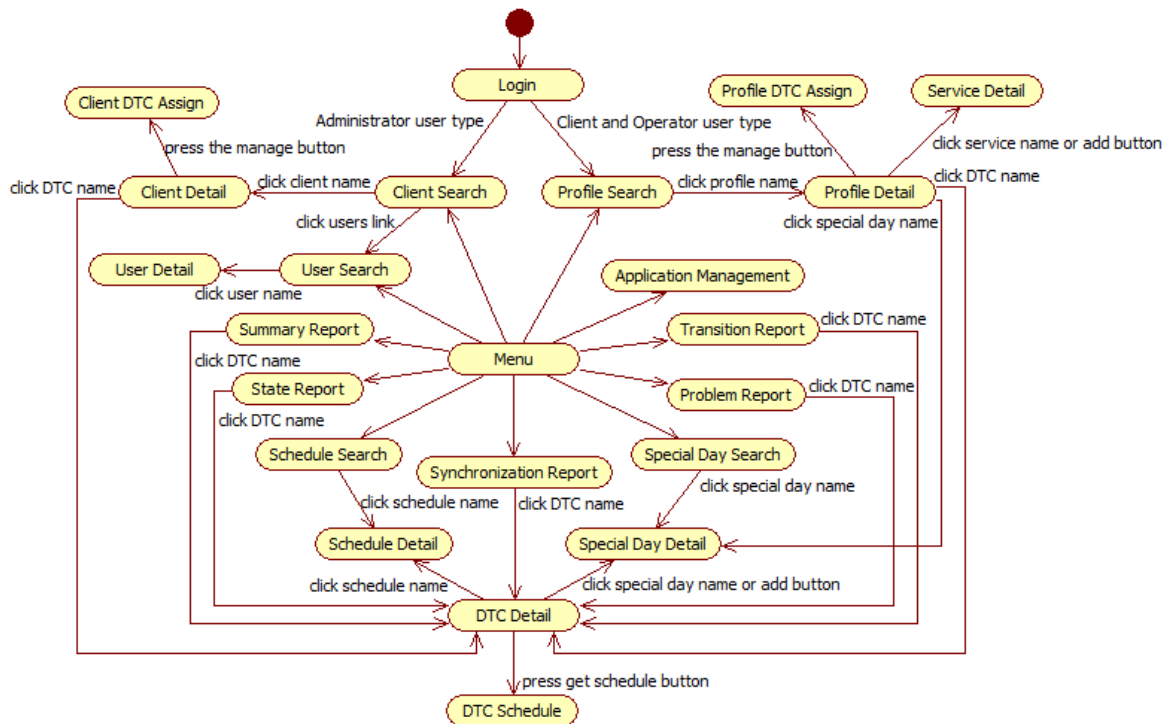 Login
Client DTC Assign
Profile DTC Assign
Service Detail
Administrator user type
Client and Operator user type
press the manage button
press the manage button
click service name or add button
click DTC name
Client Detail
click client name
Client Search
Profile Search
click profile name
Profile Detail
click DTC name
click users link
click special day name
User Detail
User Search
Application Management
click user name
Summary Report
Transition Report
click DTC name
click DTC name
Menu
State Report
Problem Report
click DTC name
click DTC name
Schedule Search
Synchronization Report
Special Day Search
click schedule name
click DTC name
click special day name
Schedule Detail
Special Day Detail
click schedule name
click special day name or add button
DTC Detail
press get schedule button
DTC Schedule